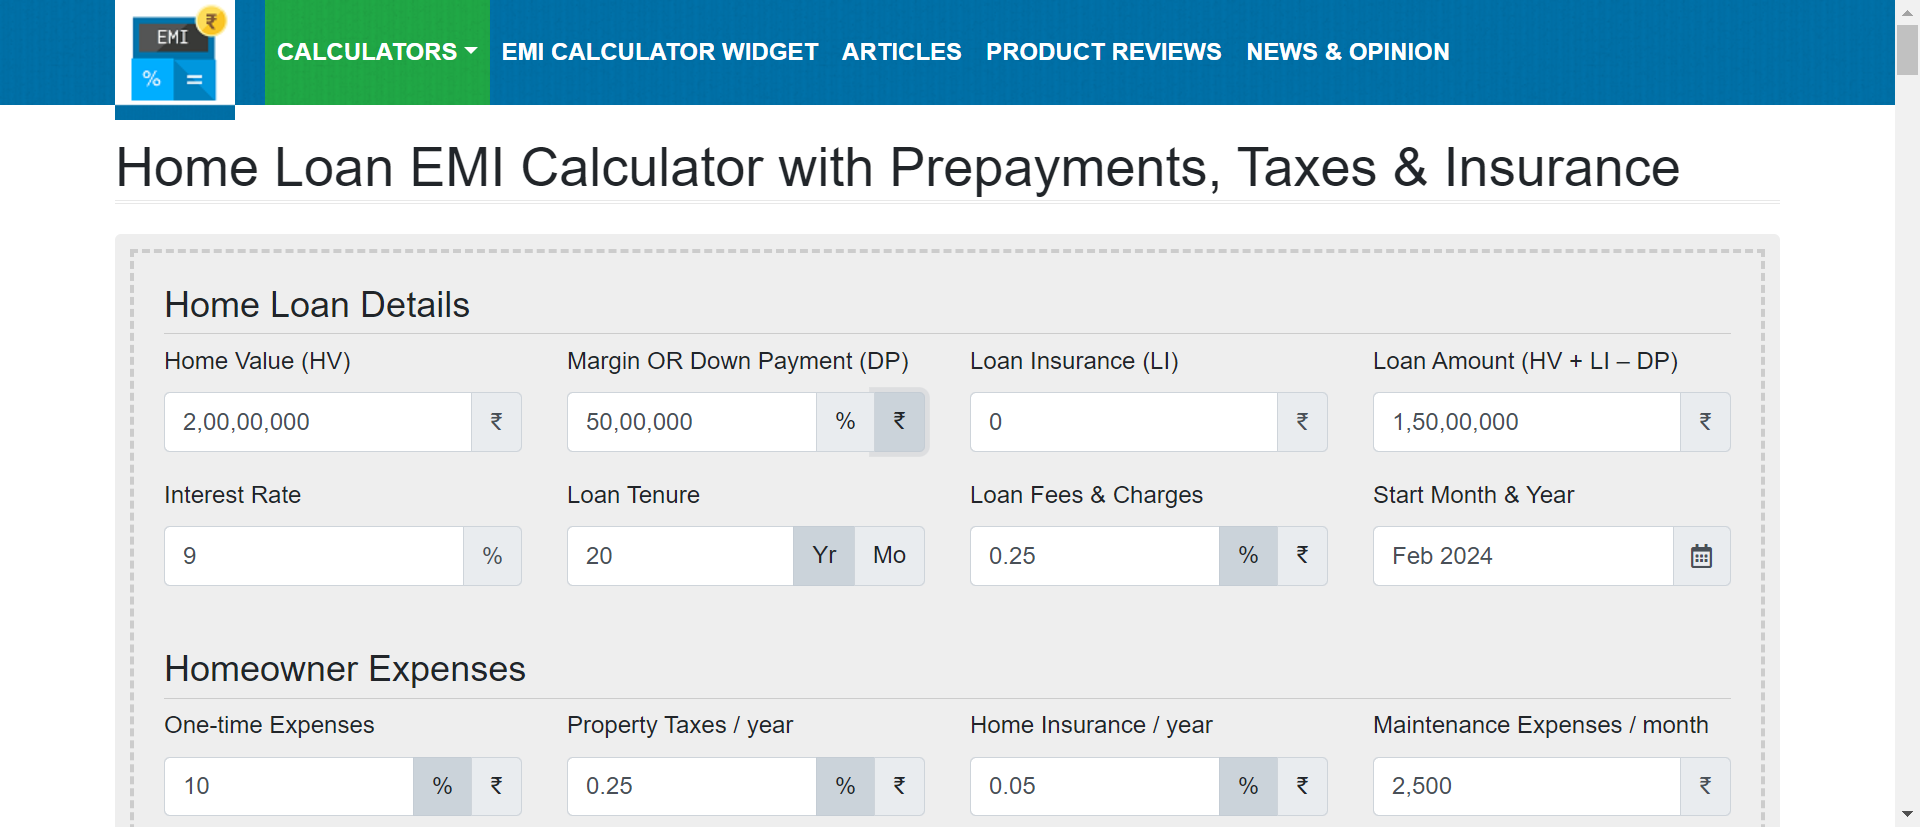 EMI
₹
%
=
CALCULATORS
EMI CALCULATOR WIDGET
ARTICLES
PRODUCT REVIEWS
NEWS & OPINION
Home Loan EMI Calculator with Prepayments, Taxes & Insurance
Home Loan Details
Home Value (HV)
Margin OR Down Payment (DP)
Loan Insurance (LI)
Loan Amount (HV + LI – DP)
2,00,00,000 ₹
50,00,000 % ₹
0 ₹
1,50,00,000 ₹
Interest Rate
Loan Tenure
Loan Fees & Charges
Start Month & Year
9 %
20 Yr Mo
0.25 % ₹
Feb 2024
Homeowner Expenses
One-time Expenses
Property Taxes / year
Home Insurance / year
Maintenance Expenses / month
10 % ₹
0.25 % ₹
0.05 % ₹
2,500 ₹